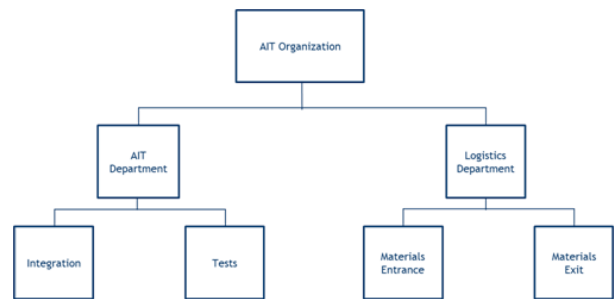 AIT Organization
AIT
Department
Logistics
Department
Integration
Tests
Materials
Entrance
Materials
Exit